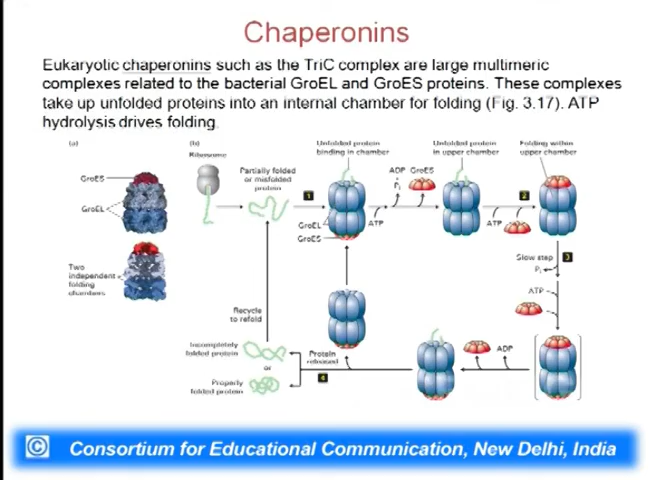 Chaperonins
Eukaryotic chaperonins such as the TriC complex are large multimeric
complexes related to the bacterial GroEL and GroES proteins. These complexes
take up unfolded proteins into an internal chamber for folding (Fig. 3.17). ATP
hydrolysis drives folding.
(a)
GroES
GroEL
Two
independent
folding
chambers
(b)
Ribosome
Partially folded
or misfolded
protein
1
Unfolded protein
binding in chamber
GroEL
GroES
ATP
ADP
+
Pi
GroES
Unfolded protein
in upper chamber
2
ATP
Folding within
upper chamber
Slow step
3
Pi
ATP
ADP
Protein
released
4
Recycle
to refold
Incompletely
folded protein
or
Properly
folded protein
© Consortium for Educational Communication, New Delhi, India